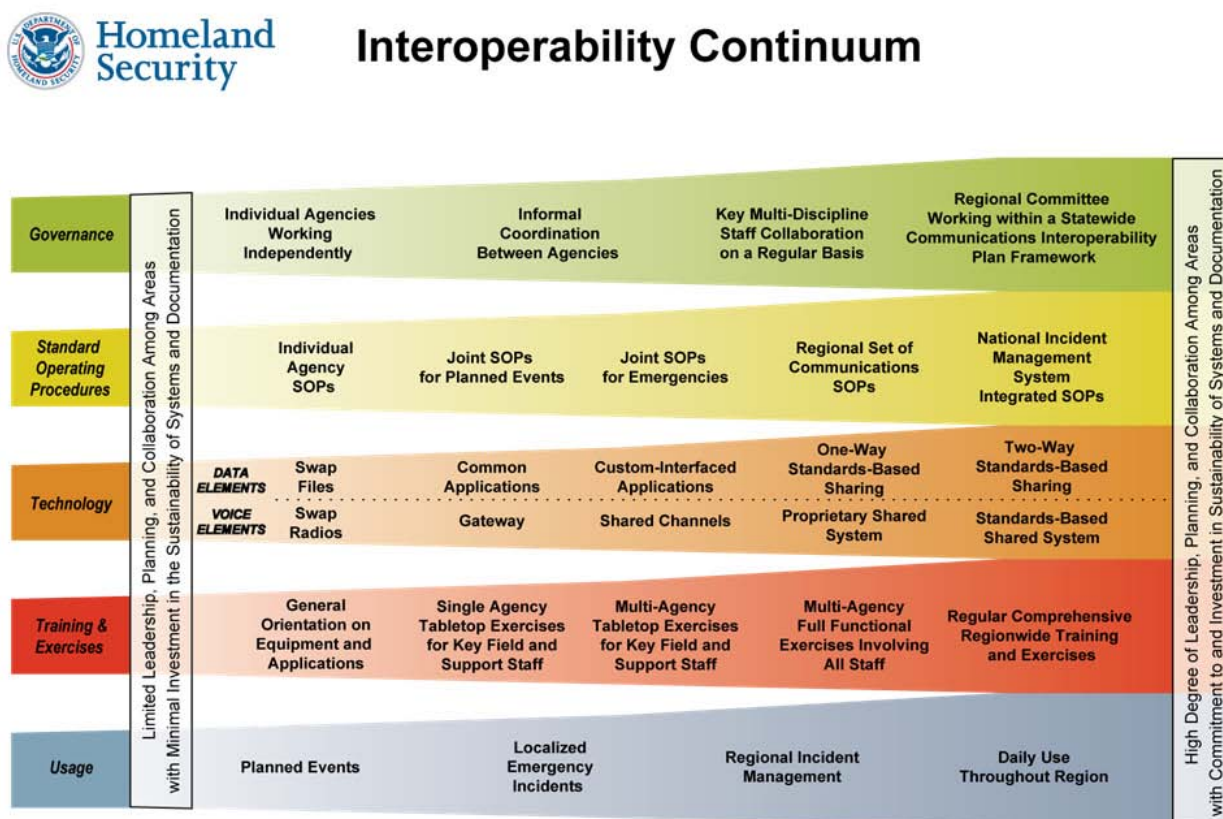 U.S. DEPARTMENT OF
HOMELAND SECURITY
Homeland
Security
Interoperability Continuum
Limited Leadership, Planning, and Collaboration Among Areas
with Minimal Investment in the Sustainability of Systems and Documentation
Governance
Individual Agencies
Working
Independently
Informal
Coordination
Between Agencies
Key Multi-Discipline
Staff Collaboration
on a Regular Basis
Regional Committee
Working within a Statewide
Communications Interoperability
Plan Framework
Standard
Operating
Procedures
Individual
Agency
SOPs
Joint SOPs
for Planned Events
Joint SOPs
for Emergencies
Regional Set of
Communications
SOPs
National Incident
Management
System
Integrated SOPs
Technology
DATA
ELEMENTS
Swap
Files
Common
Applications
Custom-Interfaced
Applications
One-Way
Standards-Based
Sharing
Two-Way
Standards-Based
Sharing
VOICE
ELEMENTS
Swap
Radios
Gateway
Shared Channels
Proprietary Shared
System
Standards-Based
Shared System
Training &
Exercises
General
Orientation on
Equipment and
Applications
Single Agency
Tabletop Exercises
for Key Field and
Support Staff
Multi-Agency
Tabletop Exercises
for Key Field and
Support Staff
Multi-Agency
Full Functional
Exercises Involving
All Staff
Regular Comprehensive
Regionwide Training
and Exercises
Usage
Planned Events
Localized
Emergency
Incidents
Regional Incident
Management
Daily Use
Throughout Region
High Degree of Leadership, Planning, and Collaboration Among Areas
with Commitment to and Investment in Sustainability of Systems and Documentation